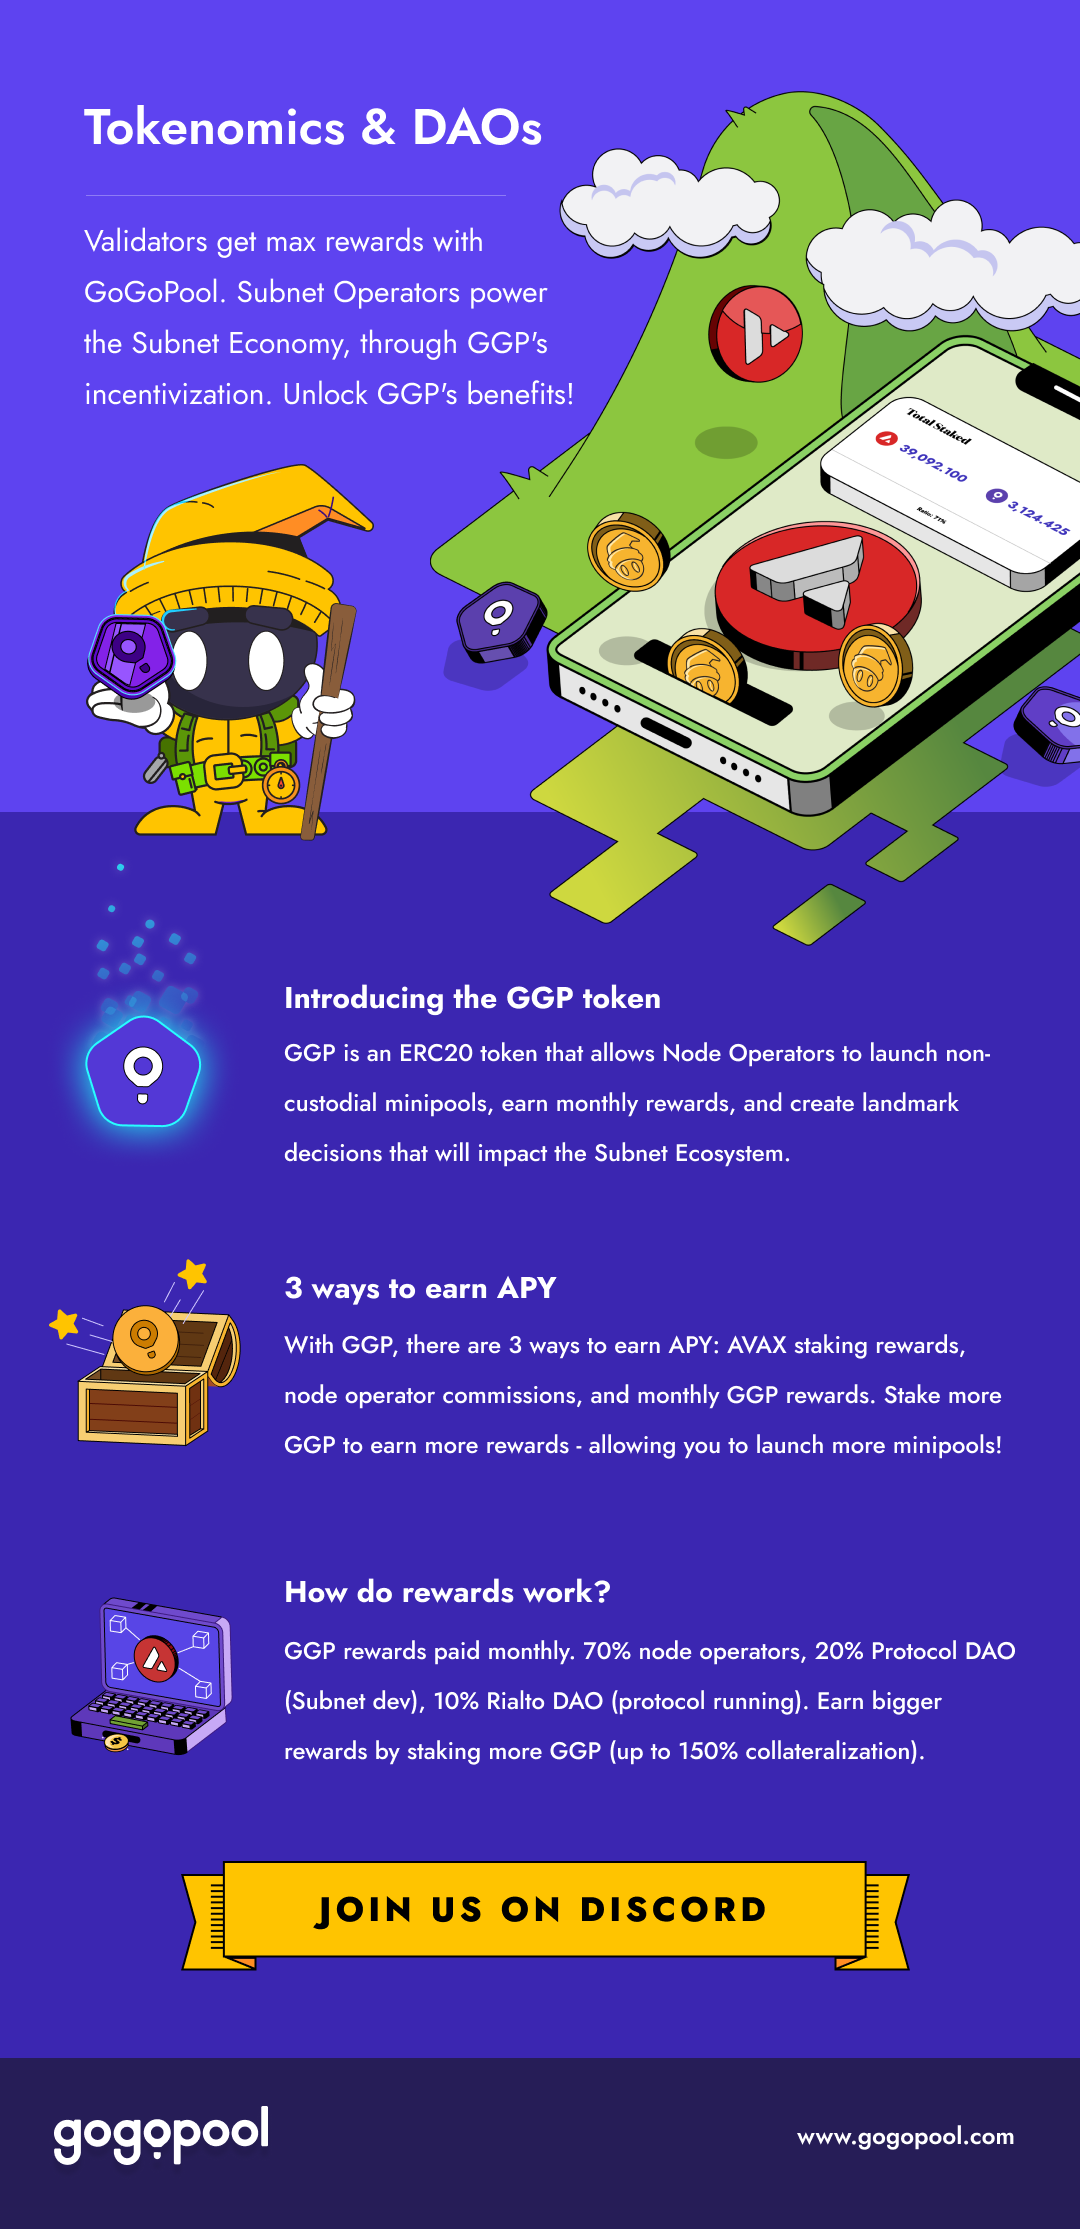 Tokenomics & DAOs
Validators get max rewards with
GoGoPool. Subnet Operators power
the Subnet Economy, through GGP's
incentivization. Unlock GGP's benefits!
Total Staked
39,092.100
3,124.425
Ratio: 71%
Introducing the GGP token
GGP is an ERC20 token that allows Node Operators to launch non-
custodial minipools, earn monthly rewards, and create landmark
decisions that will impact the Subnet Ecosystem.
3 ways to earn APY
With GGP, there are 3 ways to earn APY: AVAX staking rewards,
node operator commissions, and monthly GGP rewards. Stake more
GGP to earn more rewards - allowing you to launch more minipools!
How do rewards work?
GGP rewards paid monthly. 70% node operators, 20% Protocol DAO
(Subnet dev), 10% Rialto DAO (protocol running). Earn bigger
rewards by staking more GGP (up to 150% collateralization).
$
JOIN US ON DISCORD
gogopool
www.gogopool.com